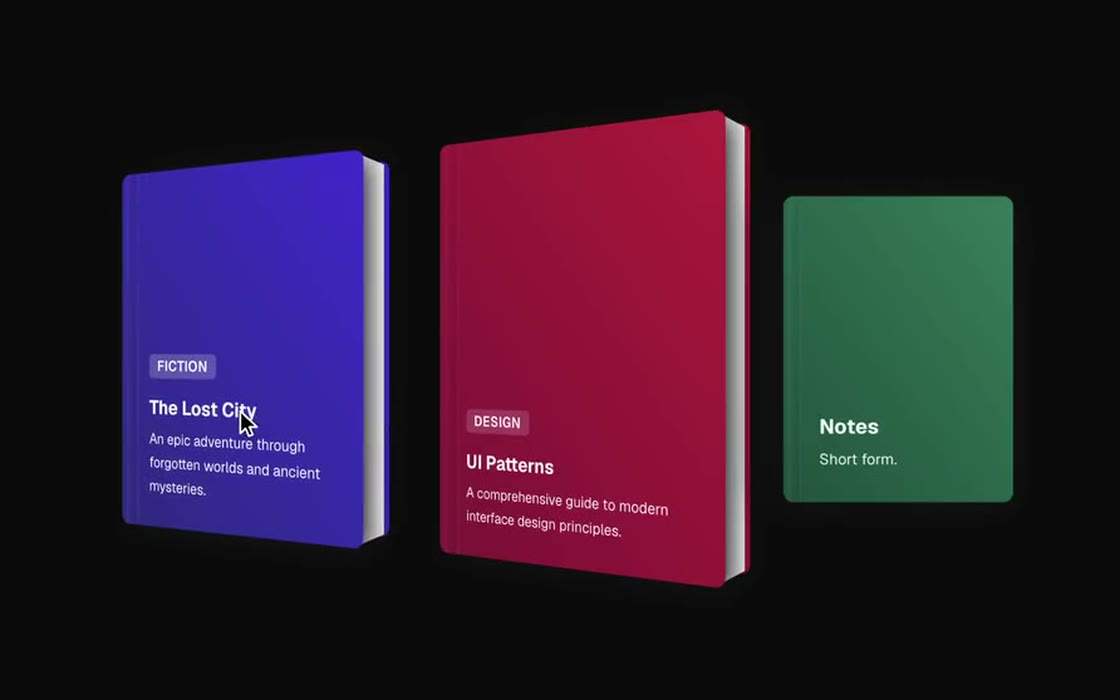 FICTION
The Lost City
An epic adventure through
forgotten worlds and ancient
mysteries.
DESIGN
UI Patterns
A comprehensive guide to modern
interface design principles.
Notes
Short form.